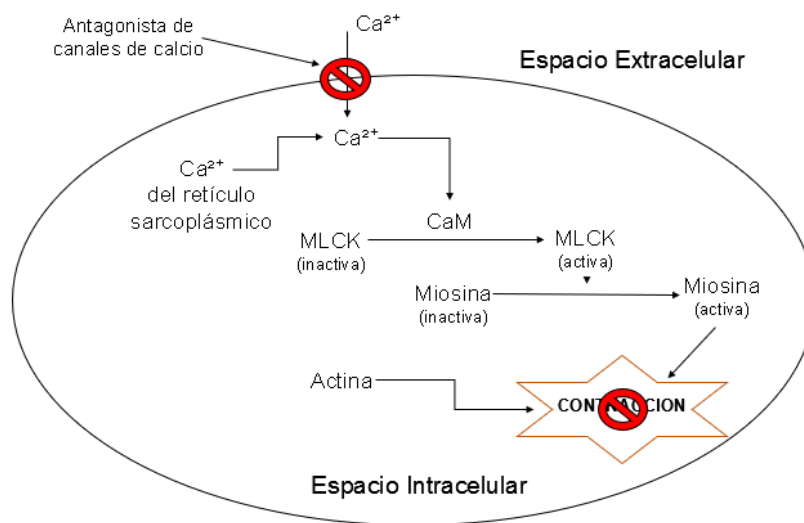 Antagonista de
canales de calcio
Ca²⁺
Espacio Extracelular
Ca²⁺
Ca²⁺
del retículo
sarcoplásmico
CaM
MLCK
(inactiva)
MLCK
(activa)
Miosina
(inactiva)
Miosina
(activa)
Actina
CONTRACCION
Espacio Intracelular